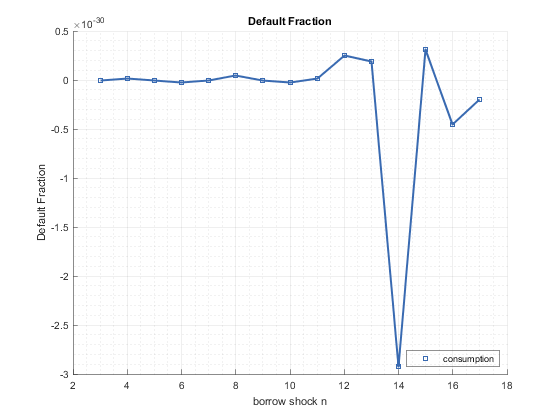 Default Fraction
×10^-30
0.5
0
-0.5
-1
-1.5
-2
-2.5
-3
Default Fraction
2 4 6 8 10 12 14 16 18
borrow shock n
consumption